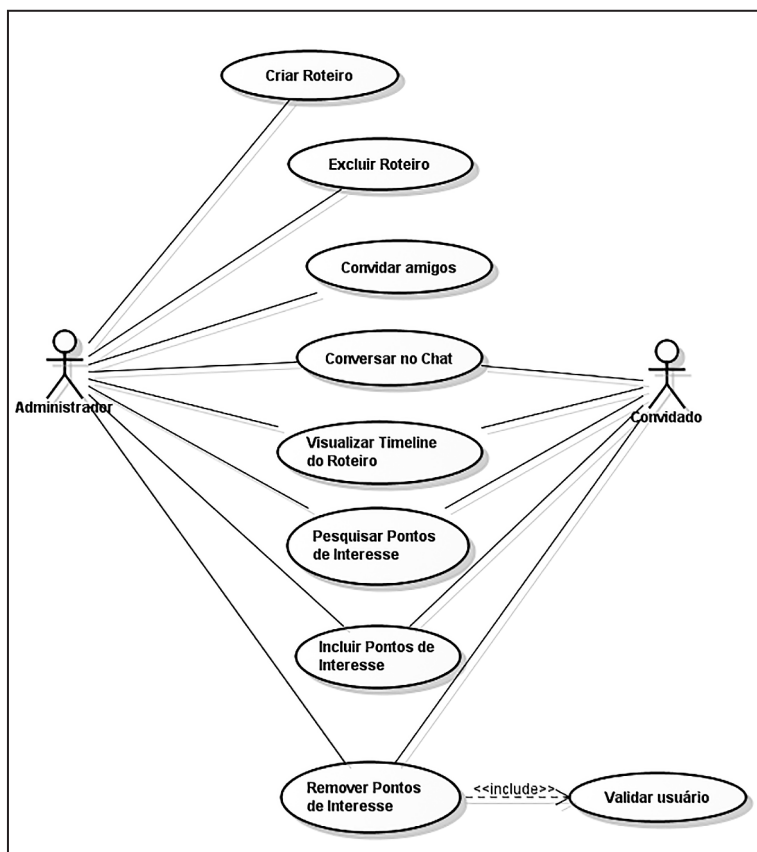 Criar Roteiro
Excluir Roteiro
Convidar amigos
Conversar no Chat
Administrador
Convidado
Visualizar Timeline
do Roteiro
Pesquisar Pontos
de Interesse
Incluir Pontos de
Interesse
Remover Pontos
de Interesse
<<include>>
Validar usuário